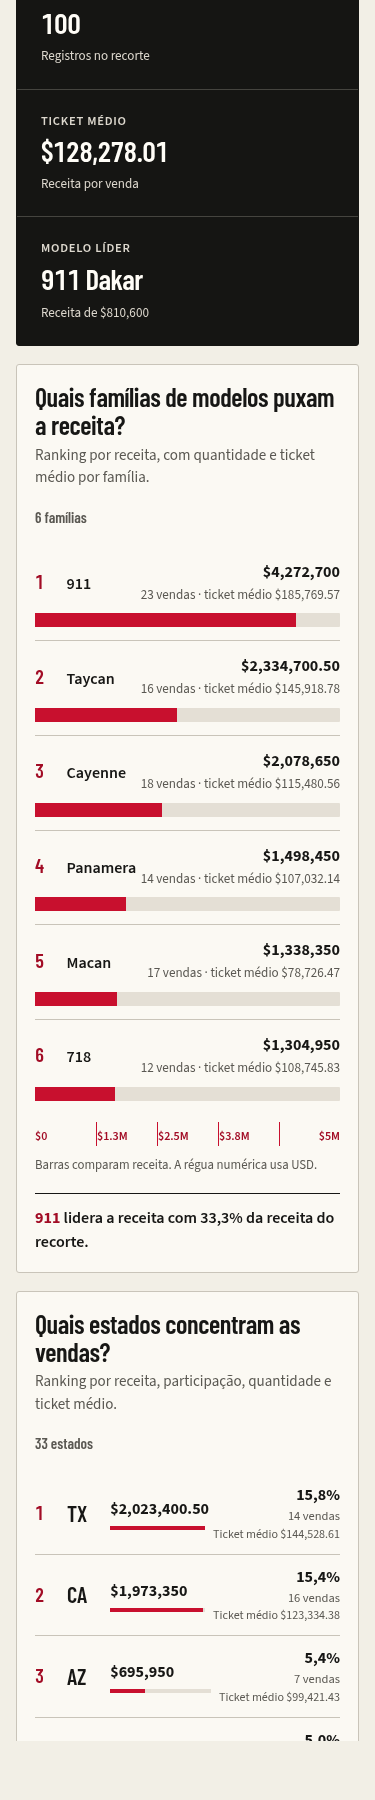 100
Registros no recorte
TICKET MÉDIO
$128,278.01
Receita por venda
MODELO LÍDER
911 Dakar
Receita de $810,600
Quais famílias de modelos puxam
a receita?
Ranking por receita, com quantidade e ticket
médio por família.
6 famílias
1 911 $4,272,700
23 vendas · ticket médio $185,769.57
2 Taycan $2,334,700.50
16 vendas · ticket médio $145,918.78
3 Cayenne $2,078,650
18 vendas · ticket médio $115,480.56
4 Panamera $1,498,450
14 vendas · ticket médio $107,032.14
5 Macan $1,338,350
17 vendas · ticket médio $78,726.47
6 718 $1,304,950
12 vendas · ticket médio $108,745.83
$0 $1.3M $2.5M $3.8M $5M
Barras comparam receita. A régua numérica usa USD.
911 lidera a receita com 33,3% da receita do
recorte.
Quais estados concentram as
vendas?
Ranking por receita, participação, quantidade e
ticket médio.
33 estados
1 TX $2,023,400.50 15,8%
14 vendas
Ticket médio $144,528.61
2 CA $1,973,350 15,4%
16 vendas
Ticket médio $123,334.38
3 AZ $695,950 5,4%
7 vendas
Ticket médio $99,421.43
5,0%